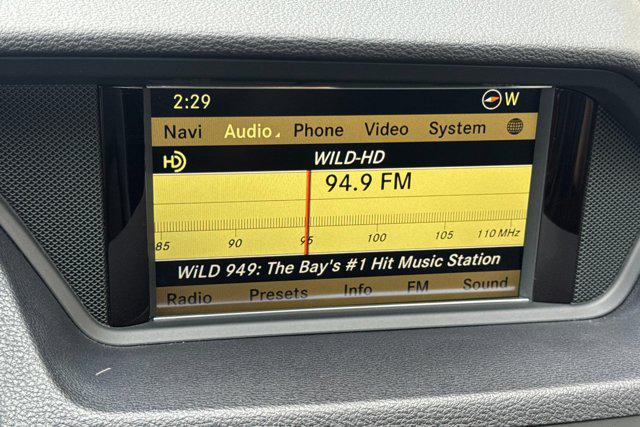 2:29 W
Navi Audio Phone Video System
HD WILD-HD
94.9 FM
85 90 95 100 105 110 MHz
WiLD 949: The Bay's #1 Hit Music Station
Radio Presets Info FM Sound